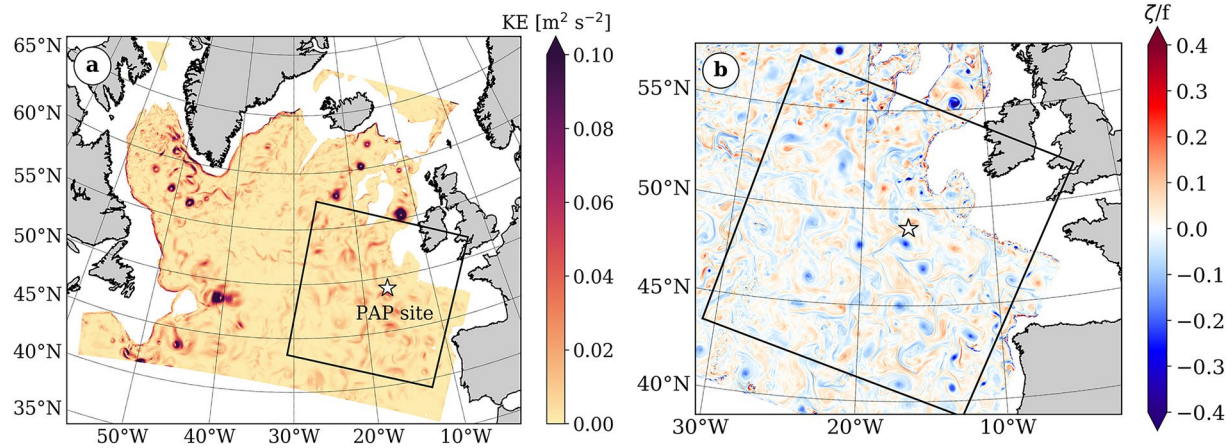 KE [m² s⁻²]
a
65°N
60°N
55°N
50°N
45°N
40°N
35°N
50°W
40°W
30°W
20°W
10°W
PAP site
0.10
0.08
0.06
0.04
0.02
0.00
b
55°N
50°N
45°N
40°N
30°W
20°W
10°W
ζ/f
0.4
0.3
0.2
0.1
0.0
−0.1
−0.2
−0.3
−0.4